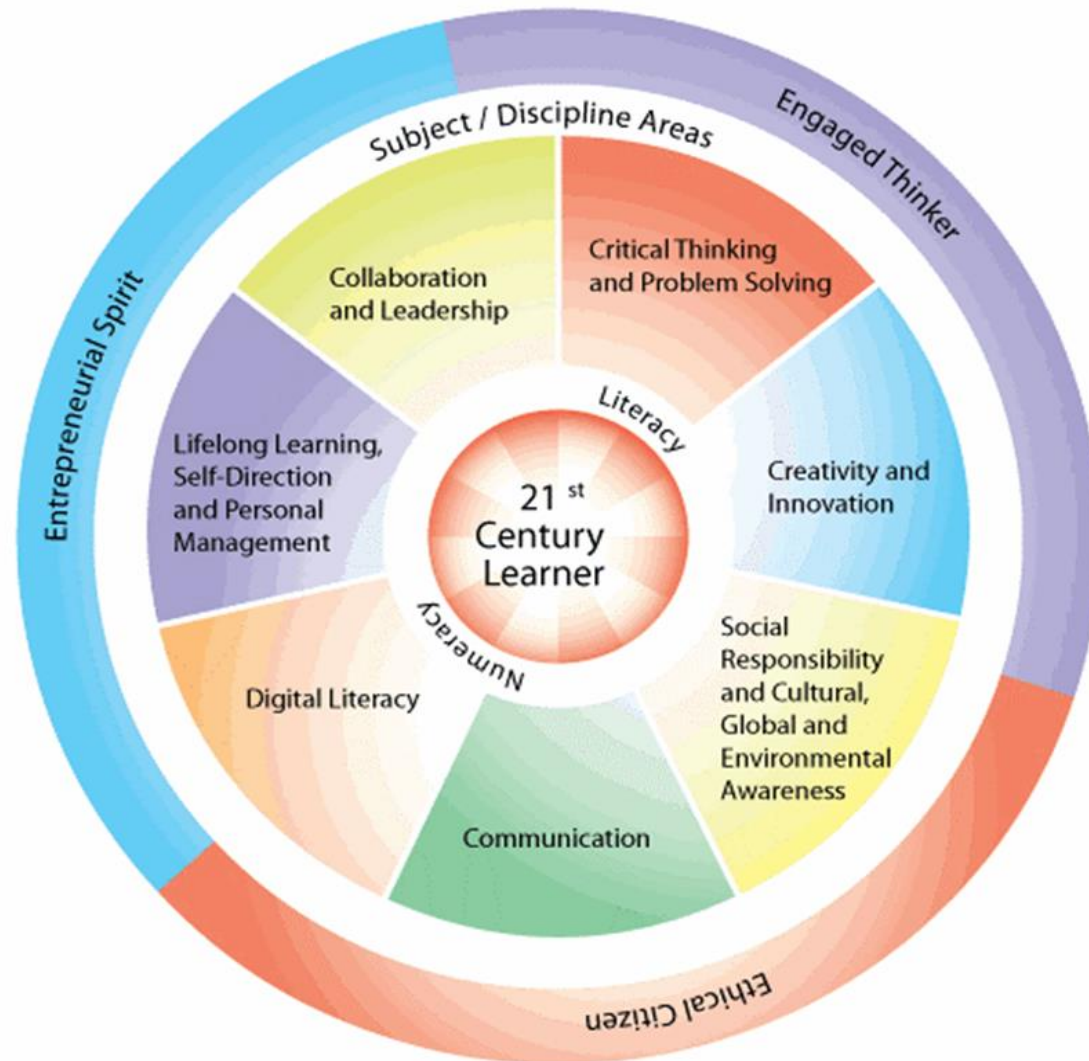 Subject / Discipline Areas
Engaged Thinker
Entrepreneurial Spirit
Ethical Citizen
Collaboration
and Leadership
Critical Thinking
and Problem Solving
Lifelong Learning,
Self-Direction
and Personal
Management
Literacy
21 st
Century
Learner
Numeracy
Creativity and
Innovation
Digital Literacy
Social
Responsibility
and Cultural,
Global and
Environmental
Awareness
Communication